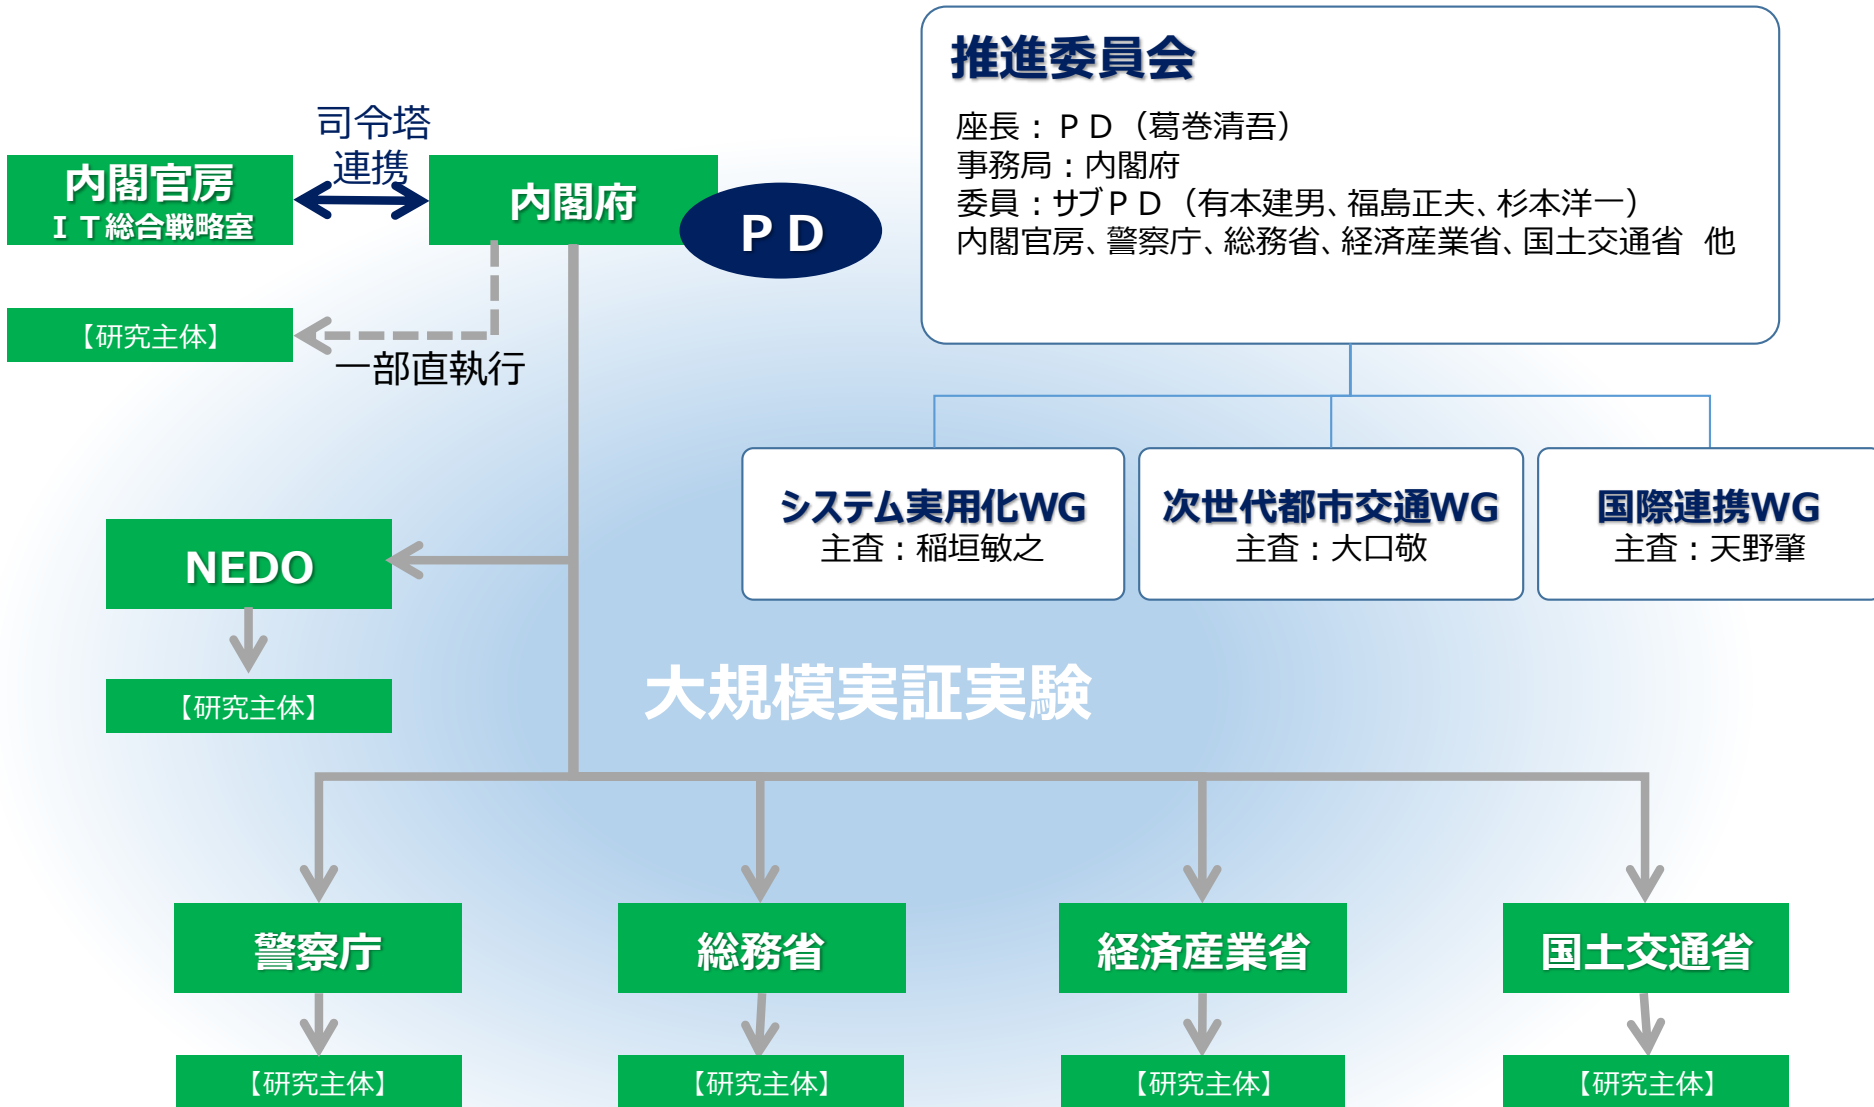 推進委員会
座長：ＰＤ（葛巻清吾）
事務局：内閣府
委員：サブＰＤ（有本建男、福島正夫、杉本洋一）
内閣官房、警察庁、総務省、経済産業省、国土交通省　他
司令塔
連携
内閣官房
ＩＴ総合戦略室
内閣府
ＰＤ
【研究主体】
一部直執行
システム実用化WG
主査：稲垣敏之
次世代都市交通WG
主査：大口敬
国際連携WG
主査：天野肇
NEDO
【研究主体】
大規模実証実験
警察庁
総務省
経済産業省
国土交通省
【研究主体】
【研究主体】
【研究主体】
【研究主体】